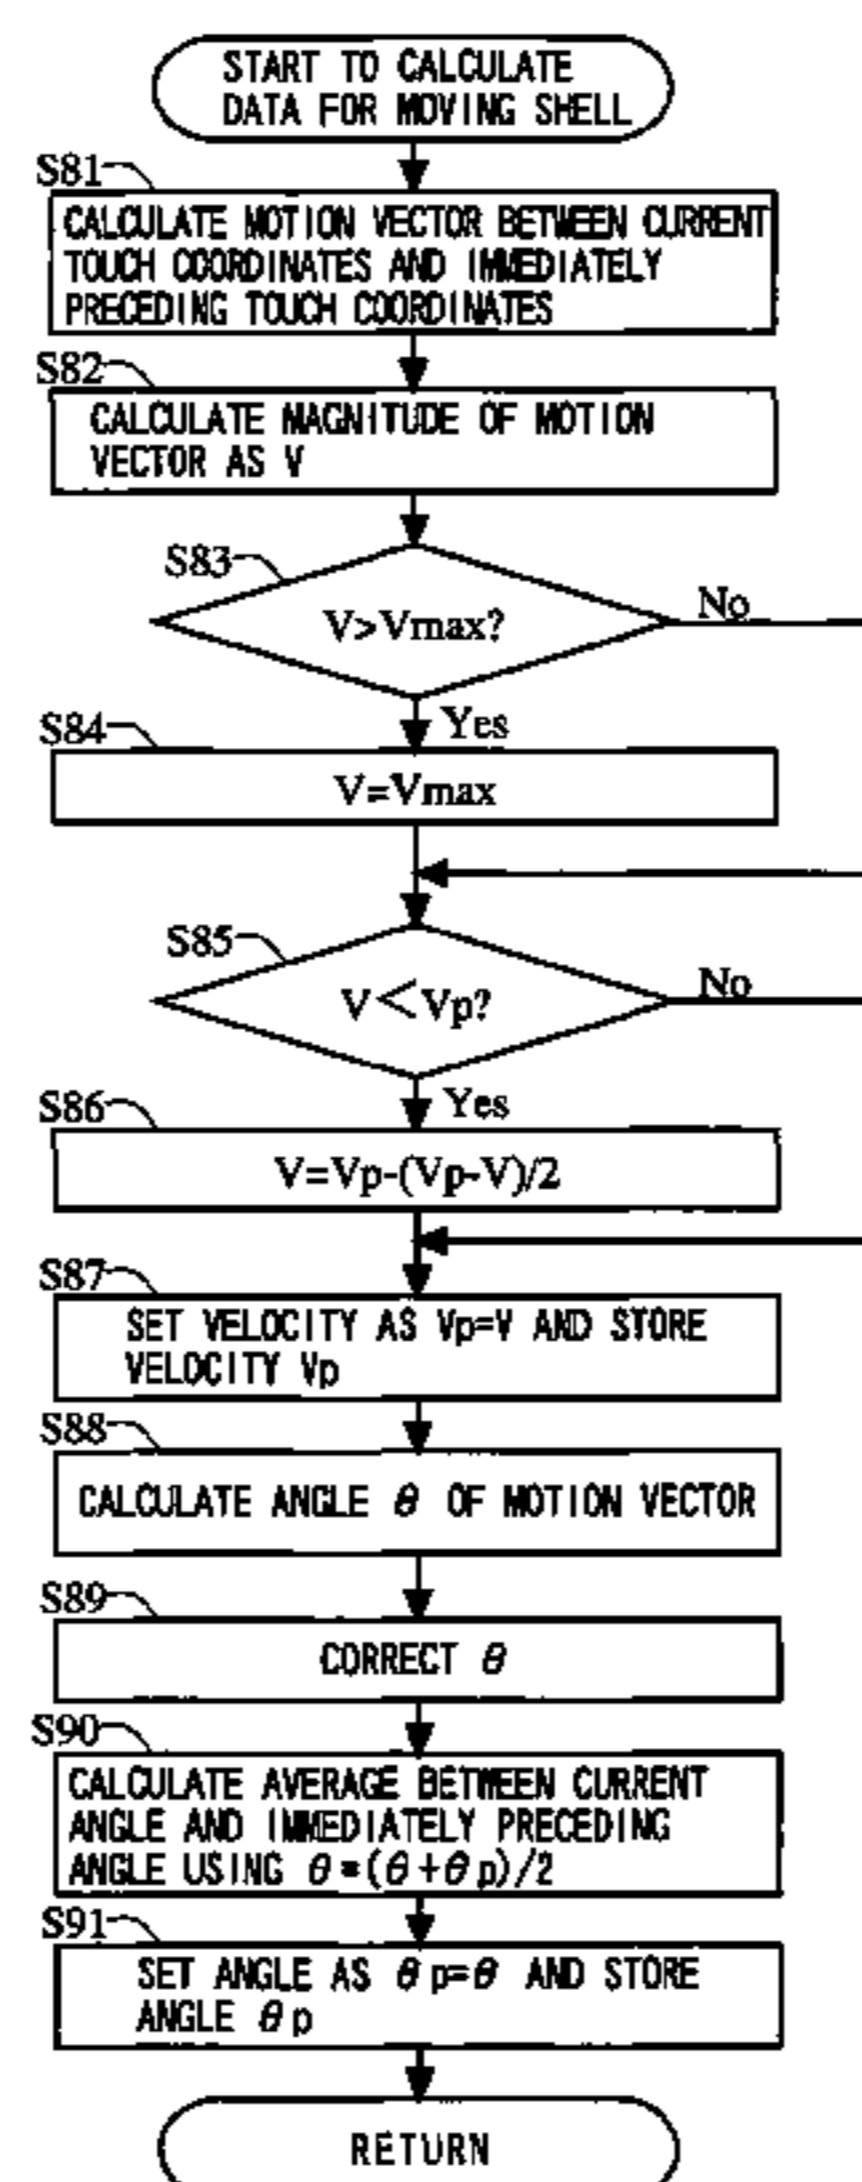 START TO CALCULATE
DATA FOR MOVING SHELL
S81
CALCULATE MOTION VECTOR BETWEEN CURRENT
TOUCH COORDINATES AND IMMEDIATELY
PRECEDING TOUCH COORDINATES
S82
CALCULATE MAGNITUDE OF MOTION
VECTOR AS V
S83
V>Vmax?
No
Yes
S84
V=Vmax
S85
V<Vp?
No
Yes
S86
V=Vp-(Vp-V)/2
S87
SET VELOCITY AS Vp=V AND STORE
VELOCITY Vp
S88
CALCULATE ANGLE θ OF MOTION VECTOR
S89
CORRECT θ
S90
CALCULATE AVERAGE BETWEEN CURRENT
ANGLE AND IMMEDIATELY PRECEDING
ANGLE USING θ=(θ+θp)/2
S91
SET ANGLE AS θp=θ AND STORE
ANGLE θp
RETURN